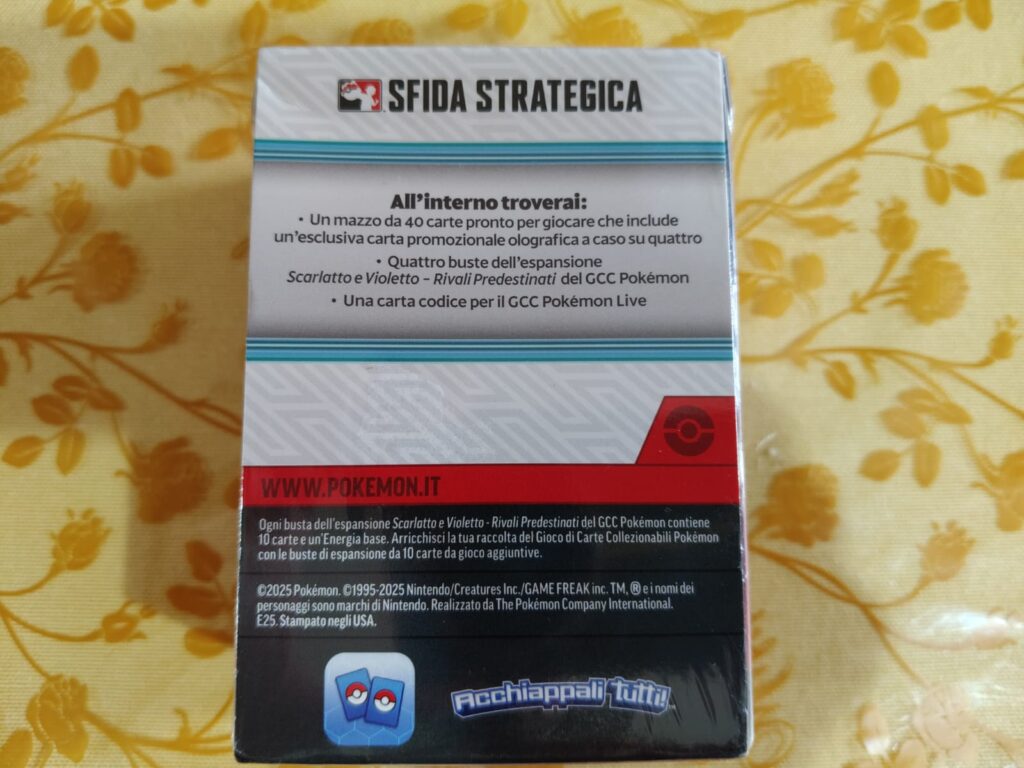 SFIDA STRATEGICA
All'interno troverai:
• Un mazzo da 40 carte pronto per giocare che include
un'esclusiva carta promozionale olografica a caso su quattro
• Quattro buste dell'espansione
Scarlatto e Violetto – Rivali Predestinati del GCC Pokémon
• Una carta codice per il GCC Pokémon Live
WWW.POKEMON.IT
Ogni busta dell'espansione Scarlatto e Violetto - Rivali Predestinati del GCC Pokémon contiene
10 carte e un'Energia base. Arricchisci la tua raccolta del Gioco di Carte Collezionabili Pokémon
con le buste di espansione da 10 carte da gioco aggiuntive.
©2025 Pokémon. ©1995-2025 Nintendo/Creatures Inc./GAME FREAK inc. TM, ® e i nomi dei
personaggi sono marchi di Nintendo. Realizzato da The Pokémon Company International.
E25. Stampato negli USA.
Acchiappali tutti!